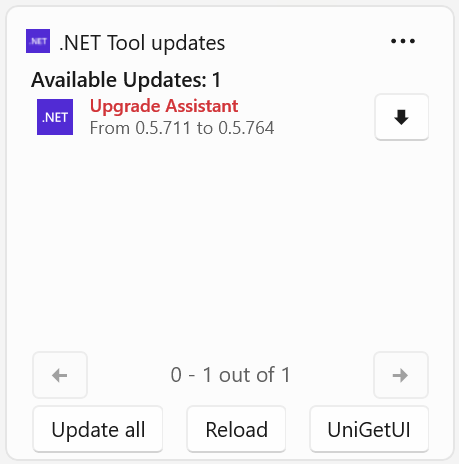 .NET .NET Tool updates
Available Updates: 1
.NET Upgrade Assistant
From 0.5.711 to 0.5.764
0 - 1 out of 1
Update all Reload UniGetUI